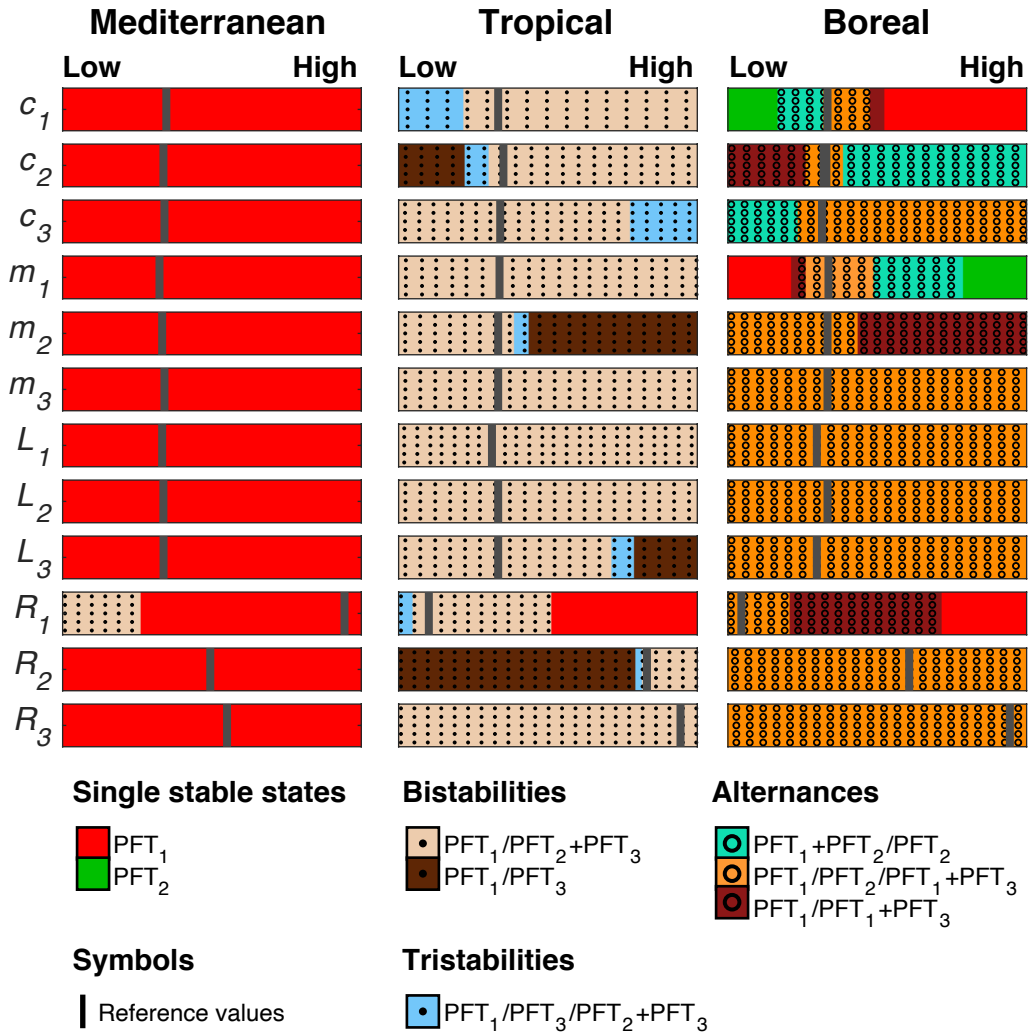 Mediterranean Tropical Boreal
Low High Low High Low High
c1
c2
c3
m1
m2
m3
L1
L2
L3
R1
R2
R3
Single stable states Bistabilities Alternances
PFT1 PFT1/PFT2+PFT3 PFT1+PFT2/PFT2
PFT2 PFT1/PFT3 PFT1/PFT2/PFT1+PFT3
PFT1/PFT1+PFT3
Symbols Tristabilities
Reference values PFT1/PFT3/PFT2+PFT3